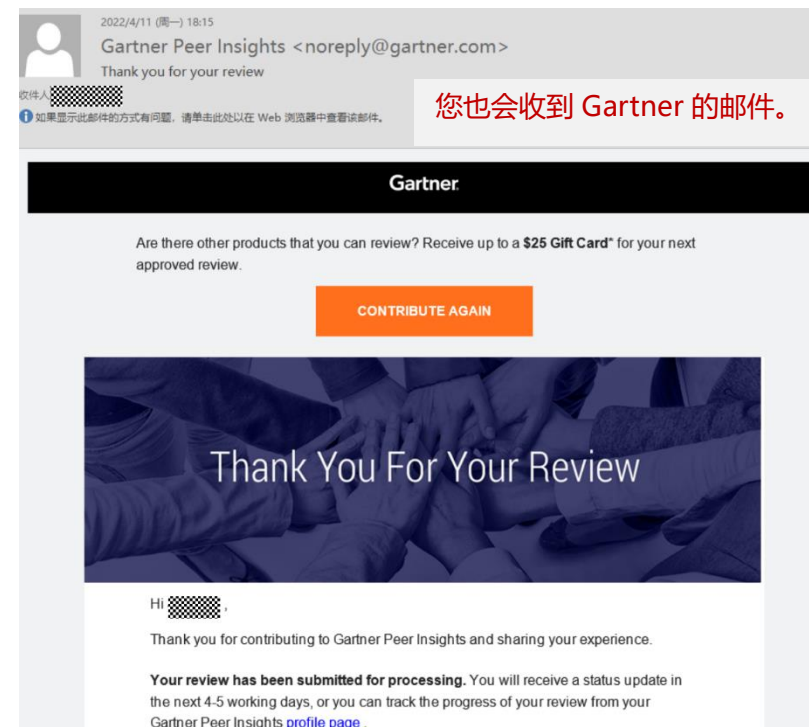 2022/4/11 (周一) 18:15
Gartner Peer Insights <noreply@gartner.com>
Thank you for your review
收件人
如果显示此邮件的方式有问题，请单击此处以在 Web 浏览器中查看该邮件。
您也会收到 Gartner 的邮件。
Gartner
Are there other products that you can review? Receive up to a $25 Gift Card* for your next
approved review.
CONTRIBUTE AGAIN
Thank You For Your Review
Hi ,
Thank you for contributing to Gartner Peer Insights and sharing your experience.
Your review has been submitted for processing. You will receive a status update in
the next 4-5 working days, or you can track the progress of your review from your
Gartner Peer Insights profile page .